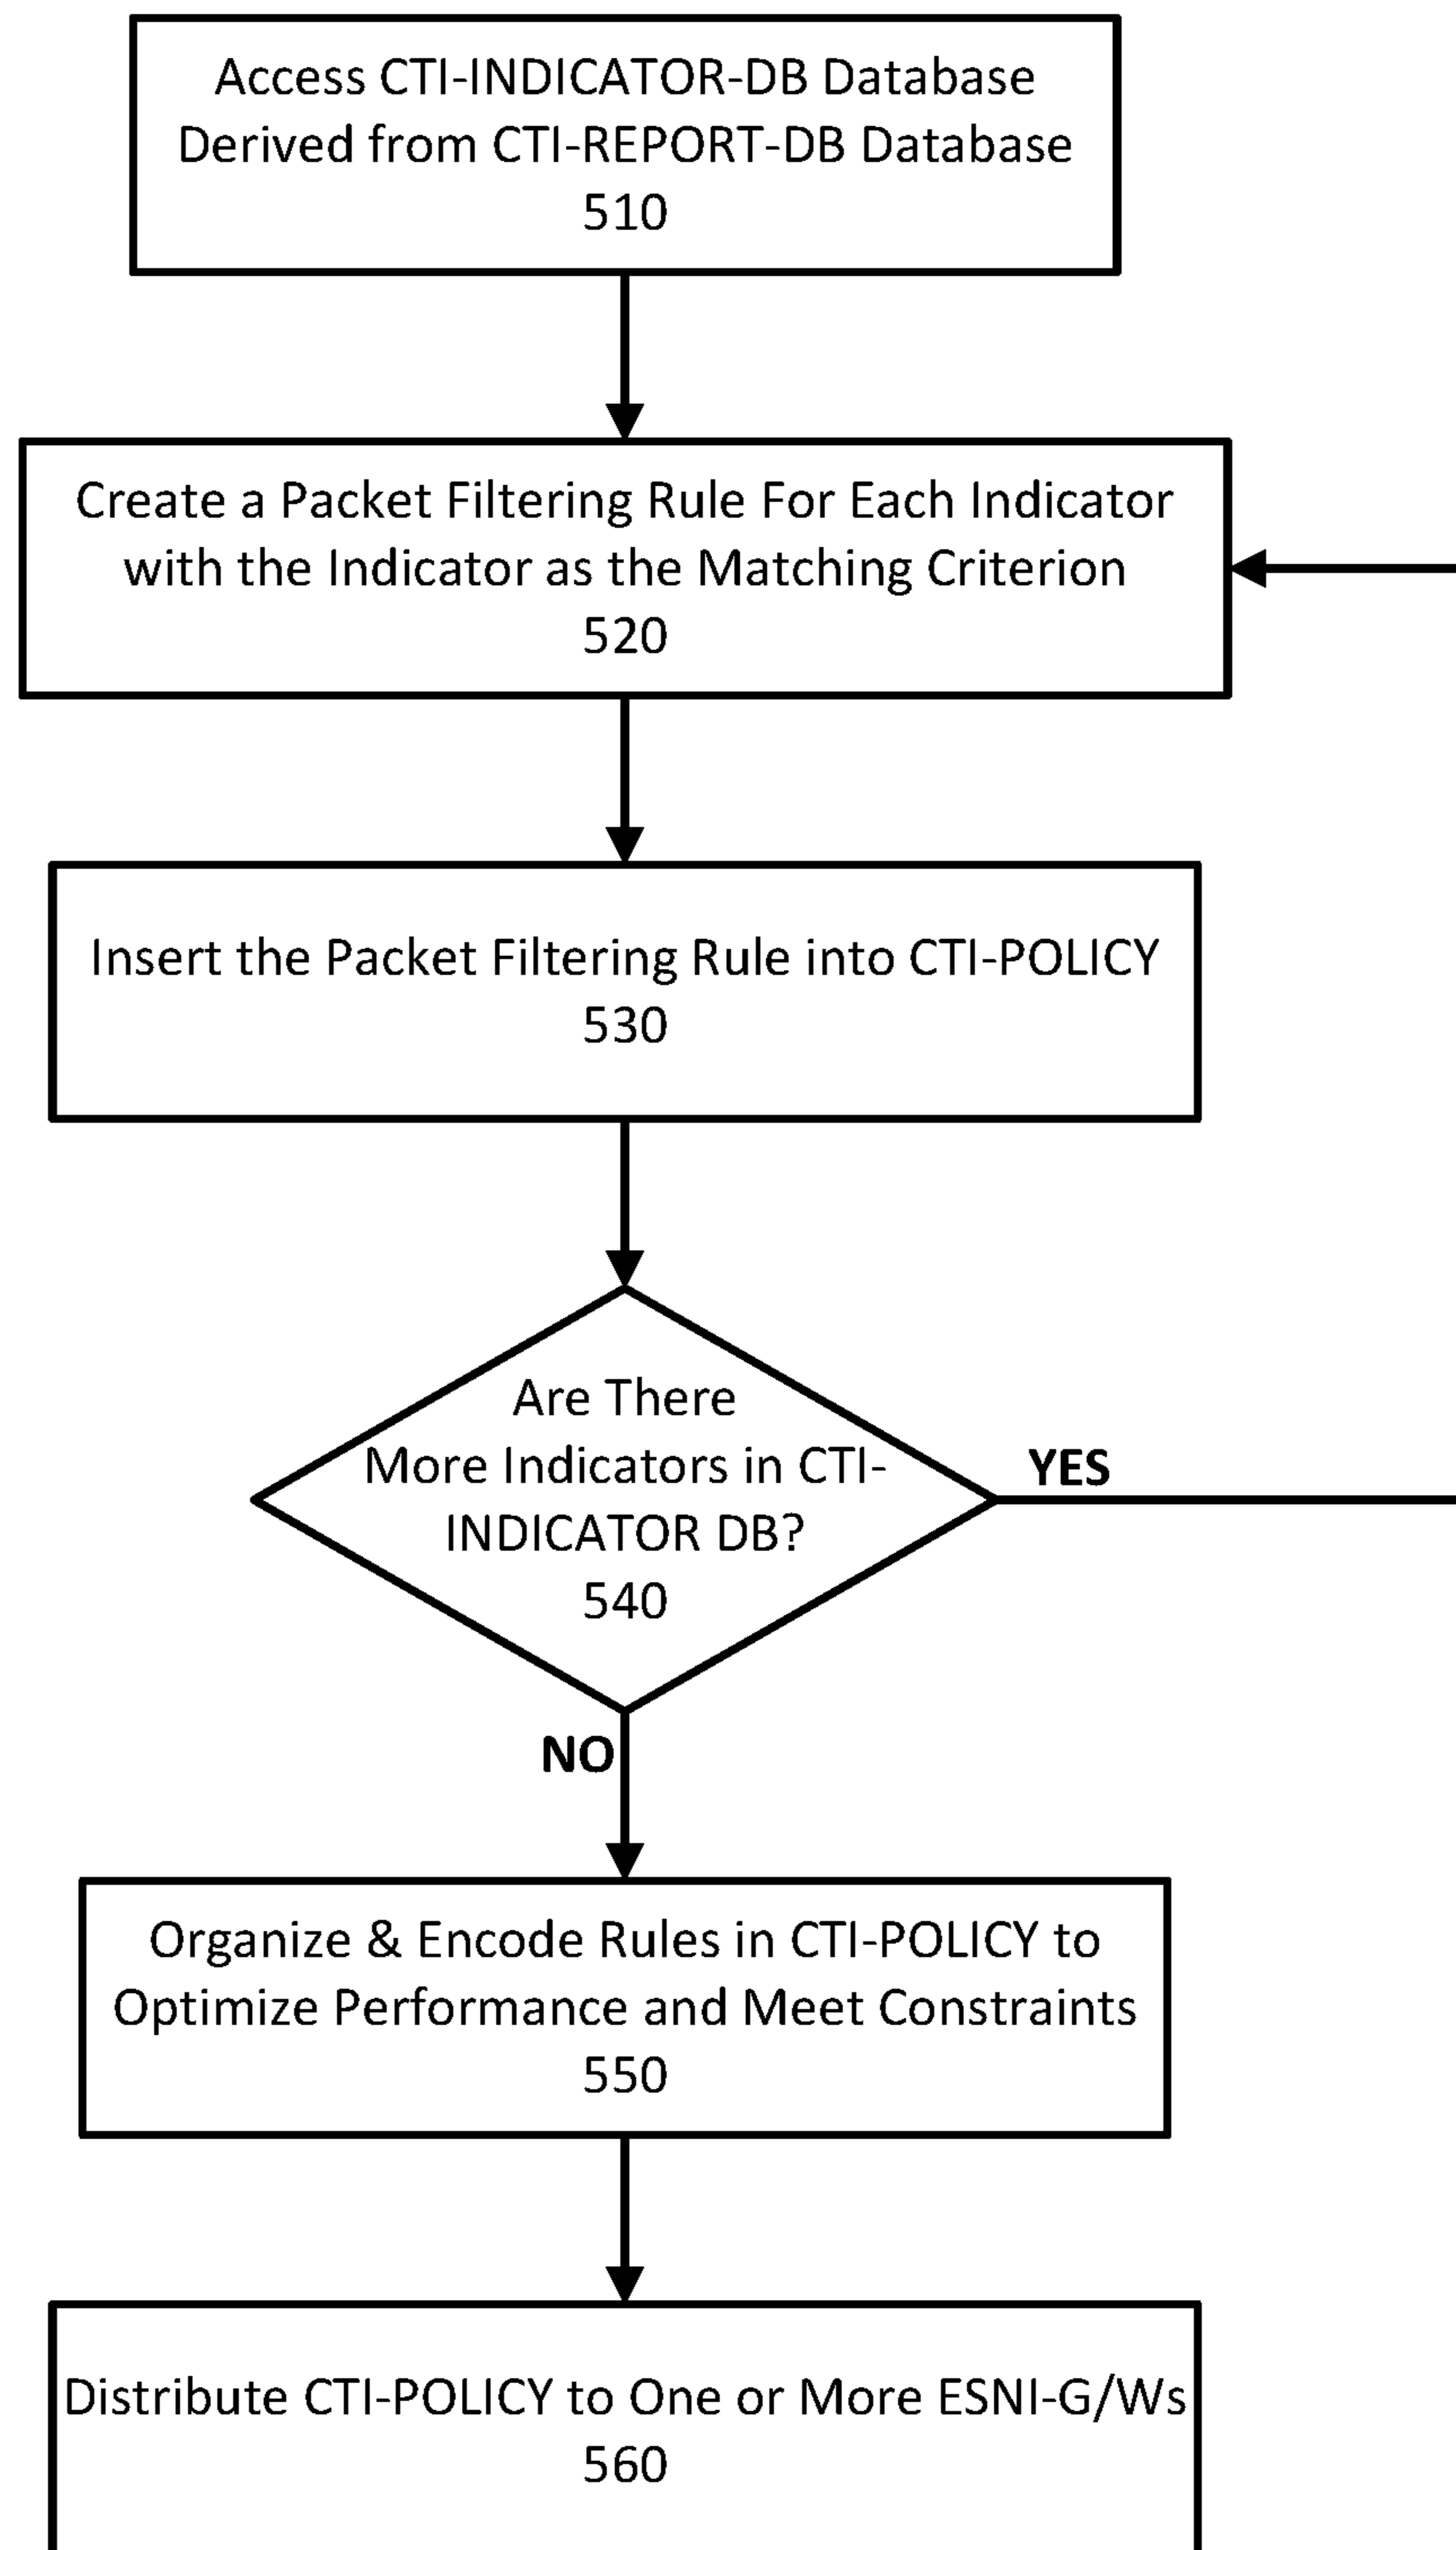 Access CTI-INDICATOR-DB Database
Derived from CTI-REPORT-DB Database
510
Create a Packet Filtering Rule For Each Indicator
with the Indicator as the Matching Criterion
520
Insert the Packet Filtering Rule into CTI-POLICY
530
Are There
More Indicators in CTI-
INDICATOR DB?
540
YES
NO
Organize & Encode Rules in CTI-POLICY to
Optimize Performance and Meet Constraints
550
Distribute CTI-POLICY to One or More ESNI-G/Ws
560